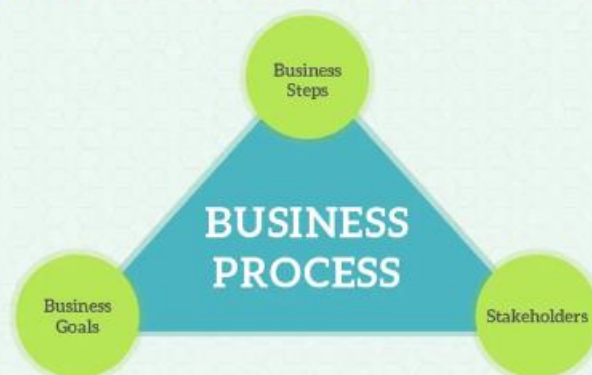 Business
Steps
BUSINESS
PROCESS
Business
Goals
Stakeholders